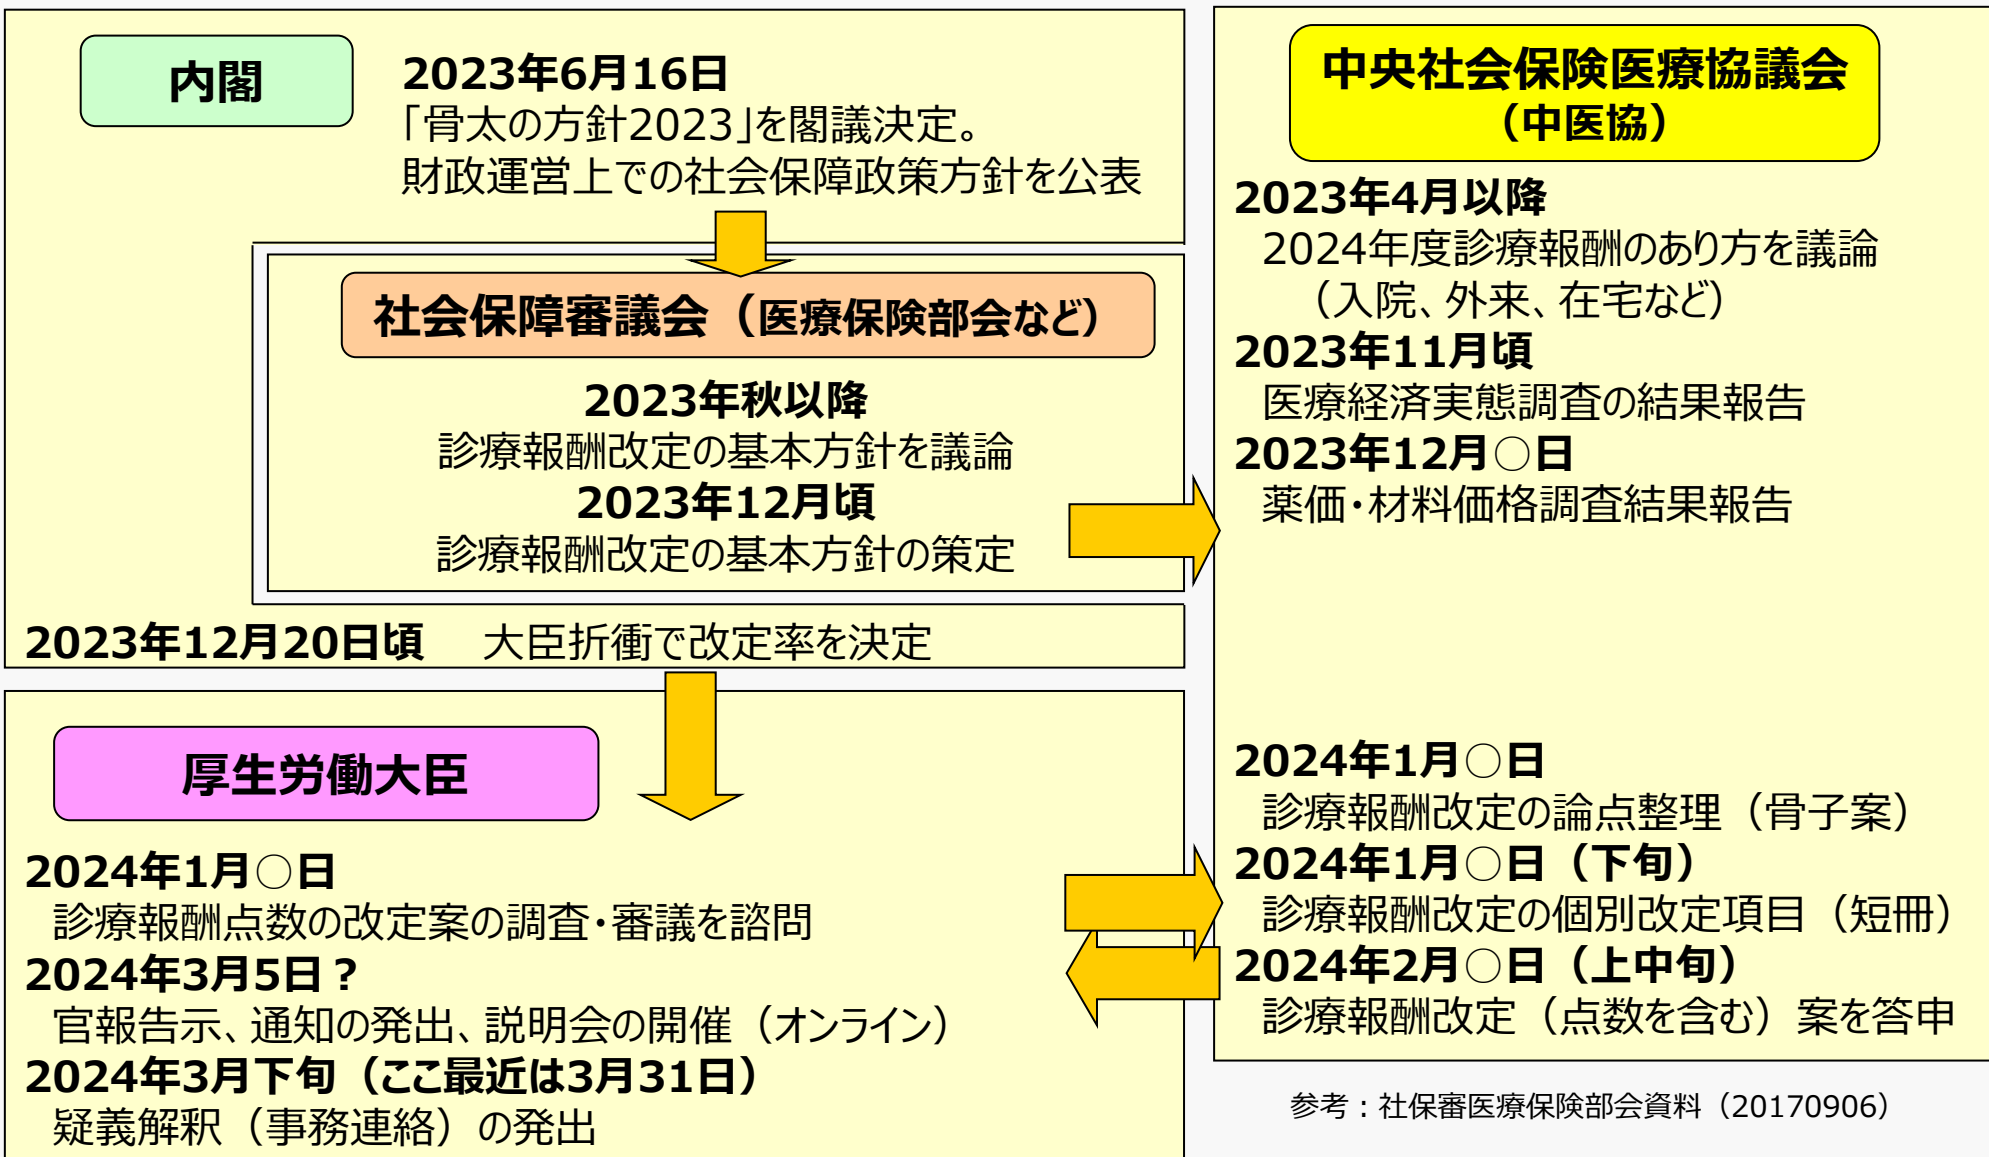 内閣
2023年6月16日
「骨太の方針2023」を閣議決定。
財政運営上での社会保障政策方針を公表
社会保障審議会（医療保険部会など）
2023年秋以降
診療報酬改定の基本方針を議論
2023年12月頃
診療報酬改定の基本方針の策定
2023年12月20日頃　大臣折衝で改定率を決定
厚生労働大臣
2024年1月○日
診療報酬点数の改定案の調査・審議を諮問
2024年3月5日？
官報告示、通知の発出、説明会の開催（オンライン）
2024年3月下旬（ここ最近は3月31日）
疑義解釈（事務連絡）の発出
中央社会保険医療協議会
（中医協）
2023年4月以降
2024年度診療報酬のあり方を議論
（入院、外来、在宅など）
2023年11月頃
医療経済実態調査の結果報告
2023年12月○日
薬価・材料価格調査結果報告
2024年1月○日
診療報酬改定の論点整理（骨子案）
2024年1月○日（下旬）
診療報酬改定の個別改定項目（短冊）
2024年2月○日（上中旬）
診療報酬改定（点数を含む）案を答申
参考：社保審医療保険部会資料（20170906）